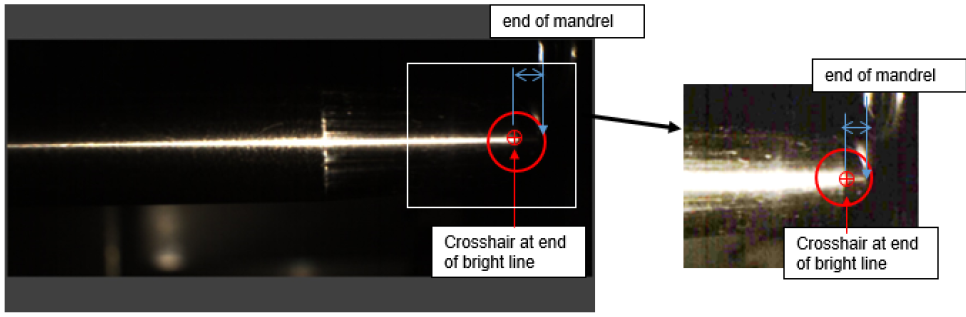 end of mandrel
end of mandrel
Crosshair at end
of bright line
Crosshair at end
of bright line